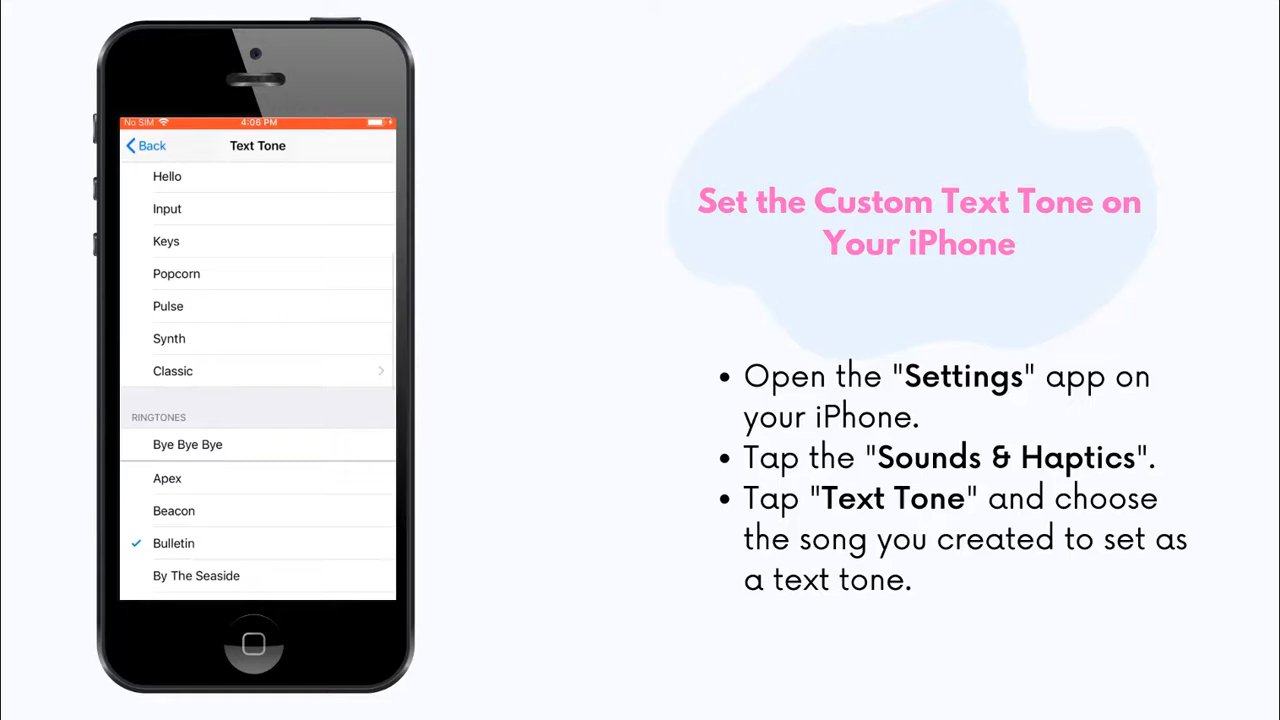 No SIM 4:06 PM
Back Text Tone
Hello
Input
Keys
Popcorn
Pulse
Synth
Classic
RINGTONES
Bye Bye Bye
Apex
Beacon
Bulletin
By The Seaside
Set the Custom Text Tone on
Your iPhone
• Open the "Settings" app on
your iPhone.
• Tap the "Sounds & Haptics".
• Tap "Text Tone" and choose
the song you created to set as
a text tone.